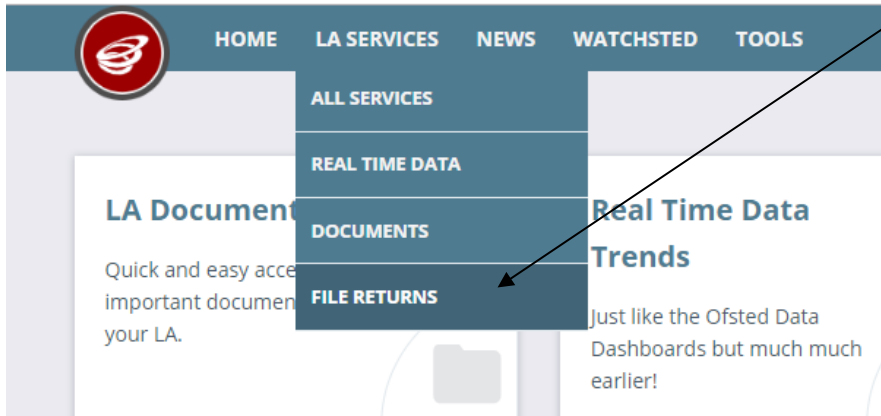 HOME LA SERVICES NEWS WATCHSTED TOOLS
ALL SERVICES
REAL TIME DATA
DOCUMENTS
FILE RETURNS
LA Document
Quick and easy acce
important documen
your LA.
Real Time Data
Trends
Just like the Ofsted Data
Dashboards but much much
earlier!